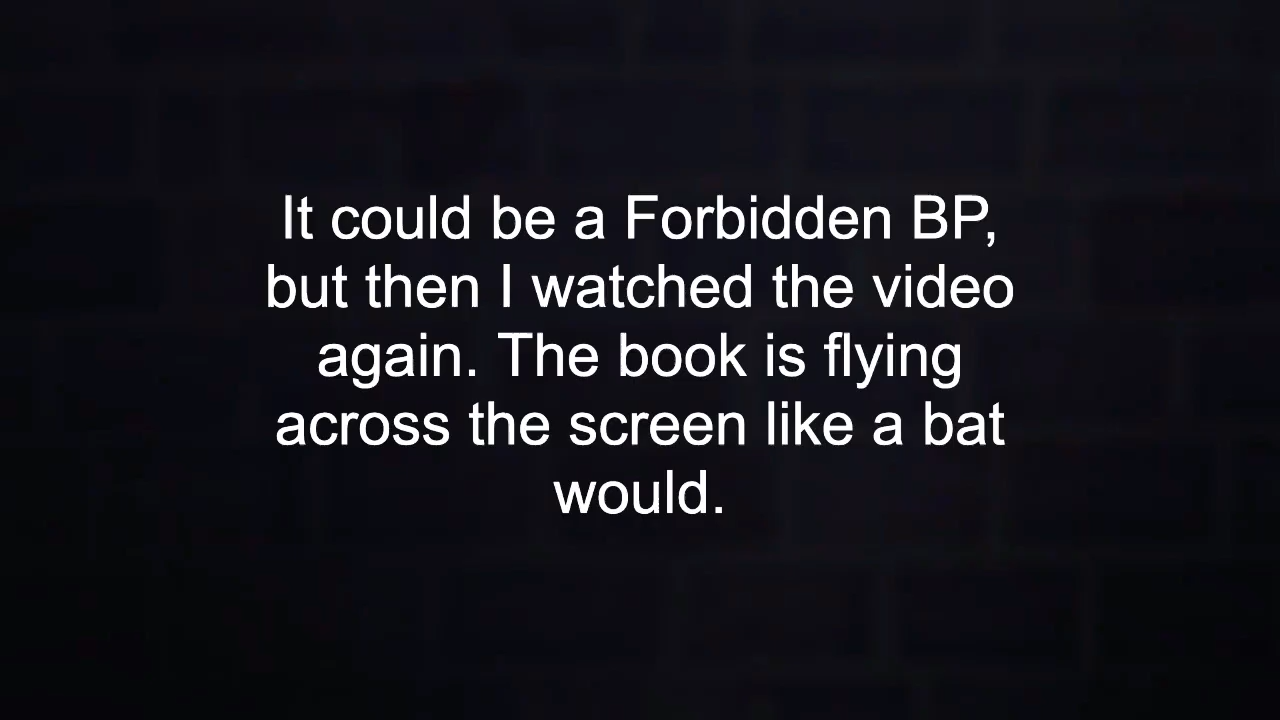 It could be a Forbidden BP,
but then I watched the video
again. The book is flying
across the screen like a bat
would.